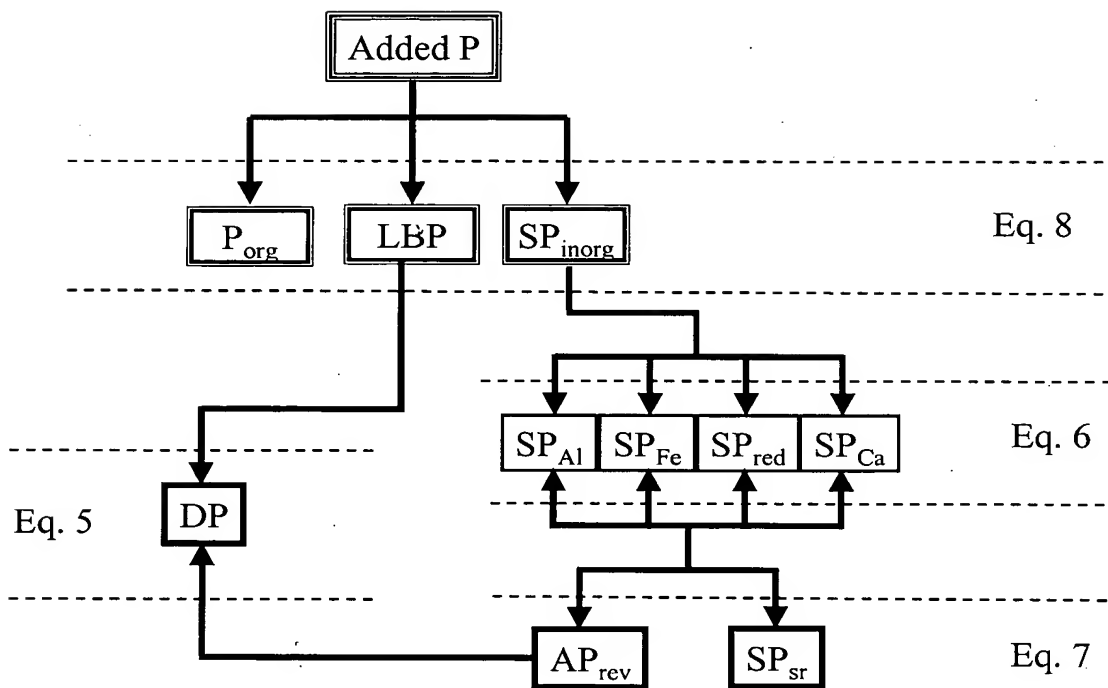 Added P
P_org LBP SP_inorg Eq. 8
SP_Al SP_Fe SP_red SP_Ca Eq. 6
Eq. 5 DP
AP_rev SP_sr Eq. 7